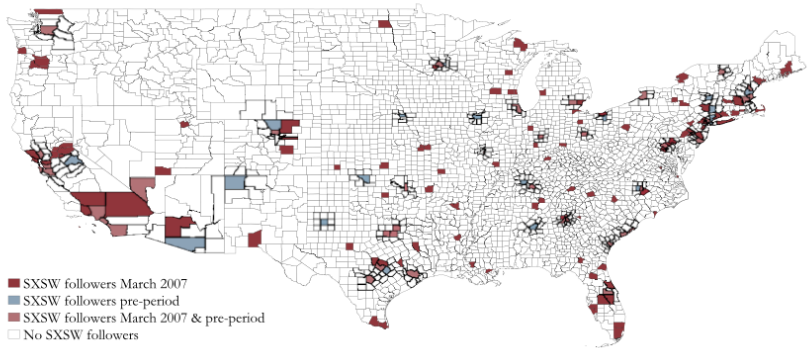 SXSW followers March 2007
SXSW followers pre-period
SXSW followers March 2007 & pre-period
No SXSW followers